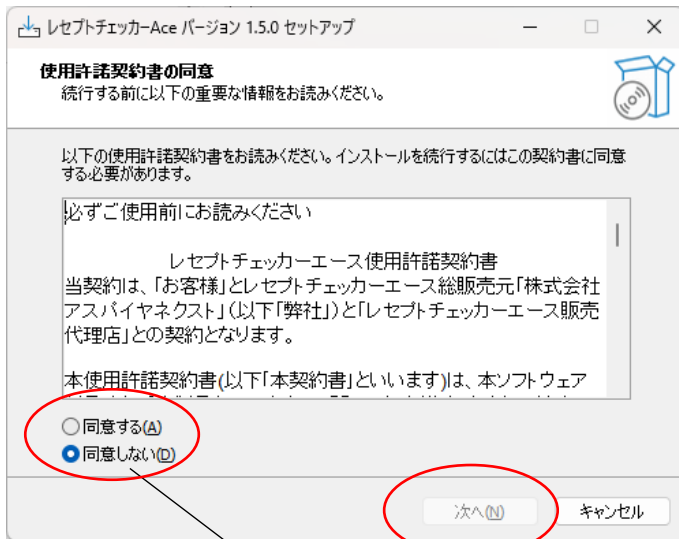 レセプトチェッカーAce バージョン 1.5.0 セットアップ
使用許諾契約書の同意
続行する前に以下の重要な情報をお読みください。
以下の使用許諾契約書をお読みください。インストールを続行するにはこの契約書に同意
する必要があります。
必ずご使用前にお読みください
レセプトチェッカーエース使用許諾契約書
当契約は、「お客様」とレセプトチェッカーエース総販売元「株式会社
アスパイヤネクスト」(以下「弊社」)と「レセプトチェッカーエース販売
代理店」との契約となります。
本使用許諾契約書(以下「本契約書」といいます)は、本ソフトウェア
同意する(A)
同意しない(D)
次へ(N)
キャンセル